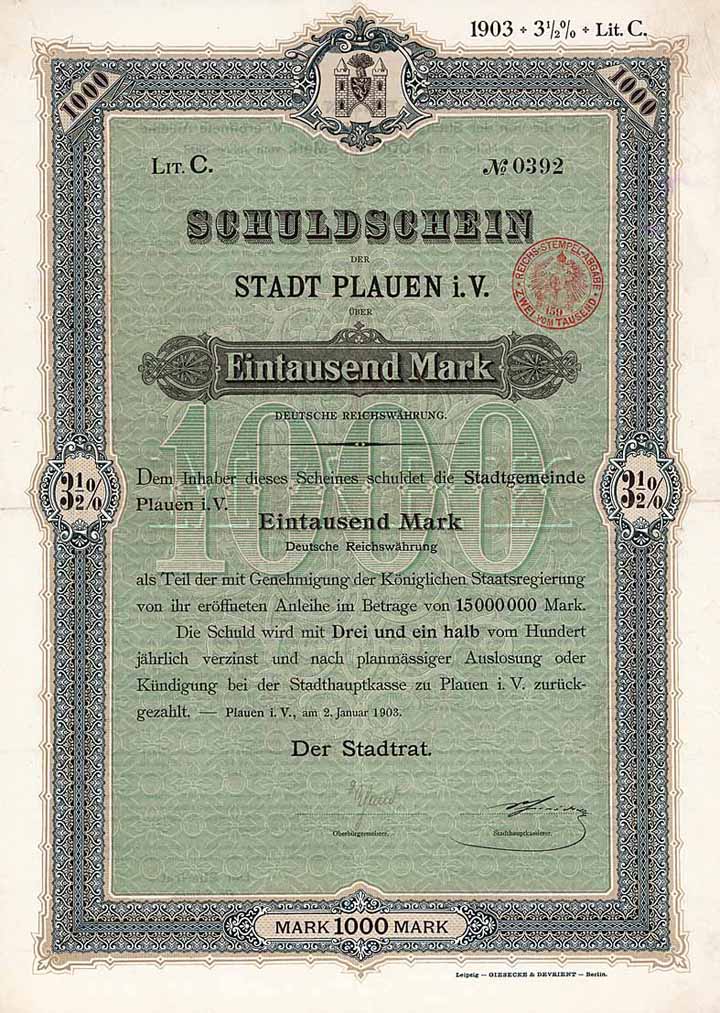 1903 ÷ 3½% ÷ Lit. C.
1000 1000
LIT. C. № 0392
SCHULDSCHEIN
DER
STADT PLAUEN i.V.
ÜBER
REICHS-STEMPEL-ABGABE
159
ZWEI VOM TAUSEND
Eintausend Mark
DEUTSCHE REICHSWÄHRUNG.
1000
Dem Inhaber dieses Scheines schuldet die Stadtgemeinde
Plauen i.V.
3½% 3½%
Eintausend Mark
Deutsche Reichswährung
als Teil der mit Genehmigung der Königlichen Staatsregierung
von ihr eröffneten Anleihe im Betrage von 15000000 Mark.
Die Schuld wird mit Drei und ein halb vom Hundert
jährlich verzinst und nach planmässiger Auslosung oder
Kündigung bei der Stadthauptkasse zu Plauen i. V. zurück-
gezahlt. — Plauen i. V., am 2. Januar 1903.
Der Stadtrat.
Oberbürgermeister. Stadthauptkassierer.
MARK 1000 MARK
Leipzig — GIESECKE & DEVRIENT — Berlin.